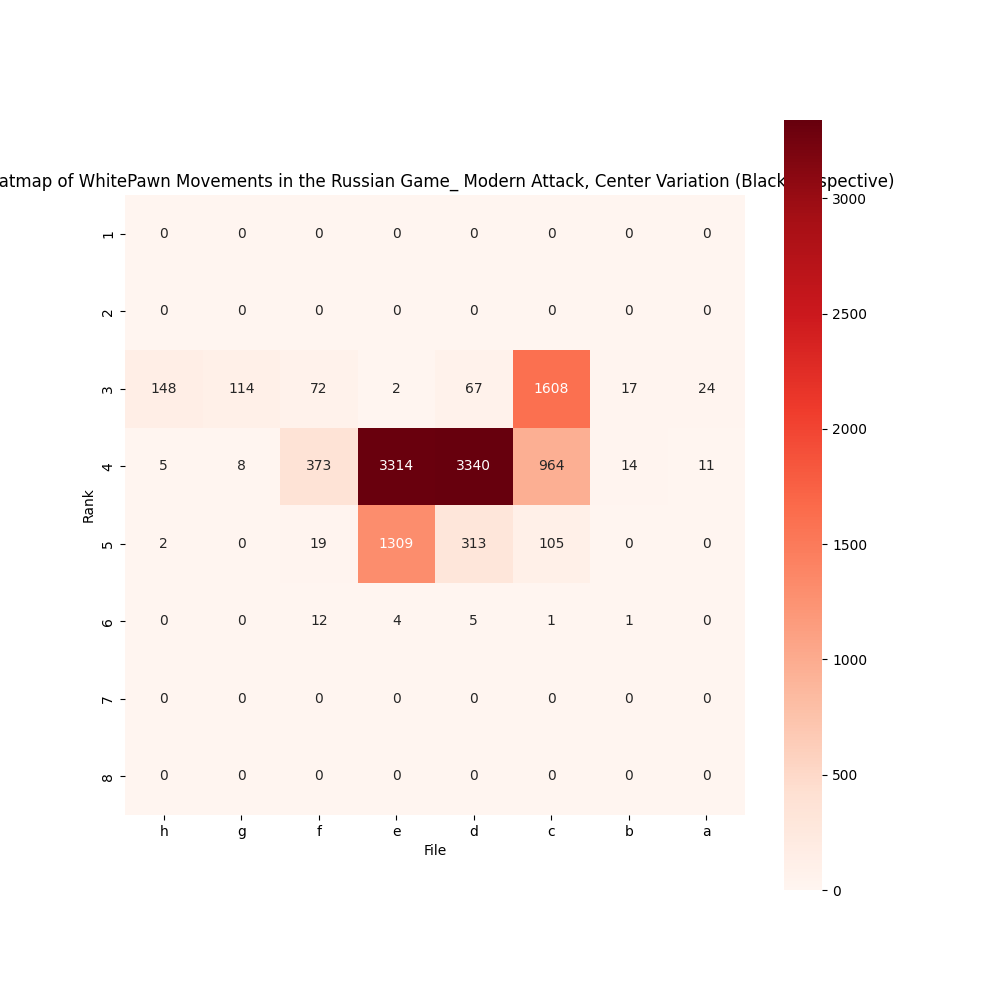 atmap of WhitePawn Movements in the Russian Game_ Modern Attack, Center Variation (Black spective)
3000
2500
2000
1500
1000
500
0
Rank
1 0 0 0 0 0 0 0 0
2 0 0 0 0 0 0 0 0
3 148 114 72 2 67 1608 17 24
4 5 8 373 3314 3340 964 14 11
5 2 0 19 1309 313 105 0 0
6 0 0 12 4 5 1 1 0
7 0 0 0 0 0 0 0 0
8 0 0 0 0 0 0 0 0
h g f e d c b a
File